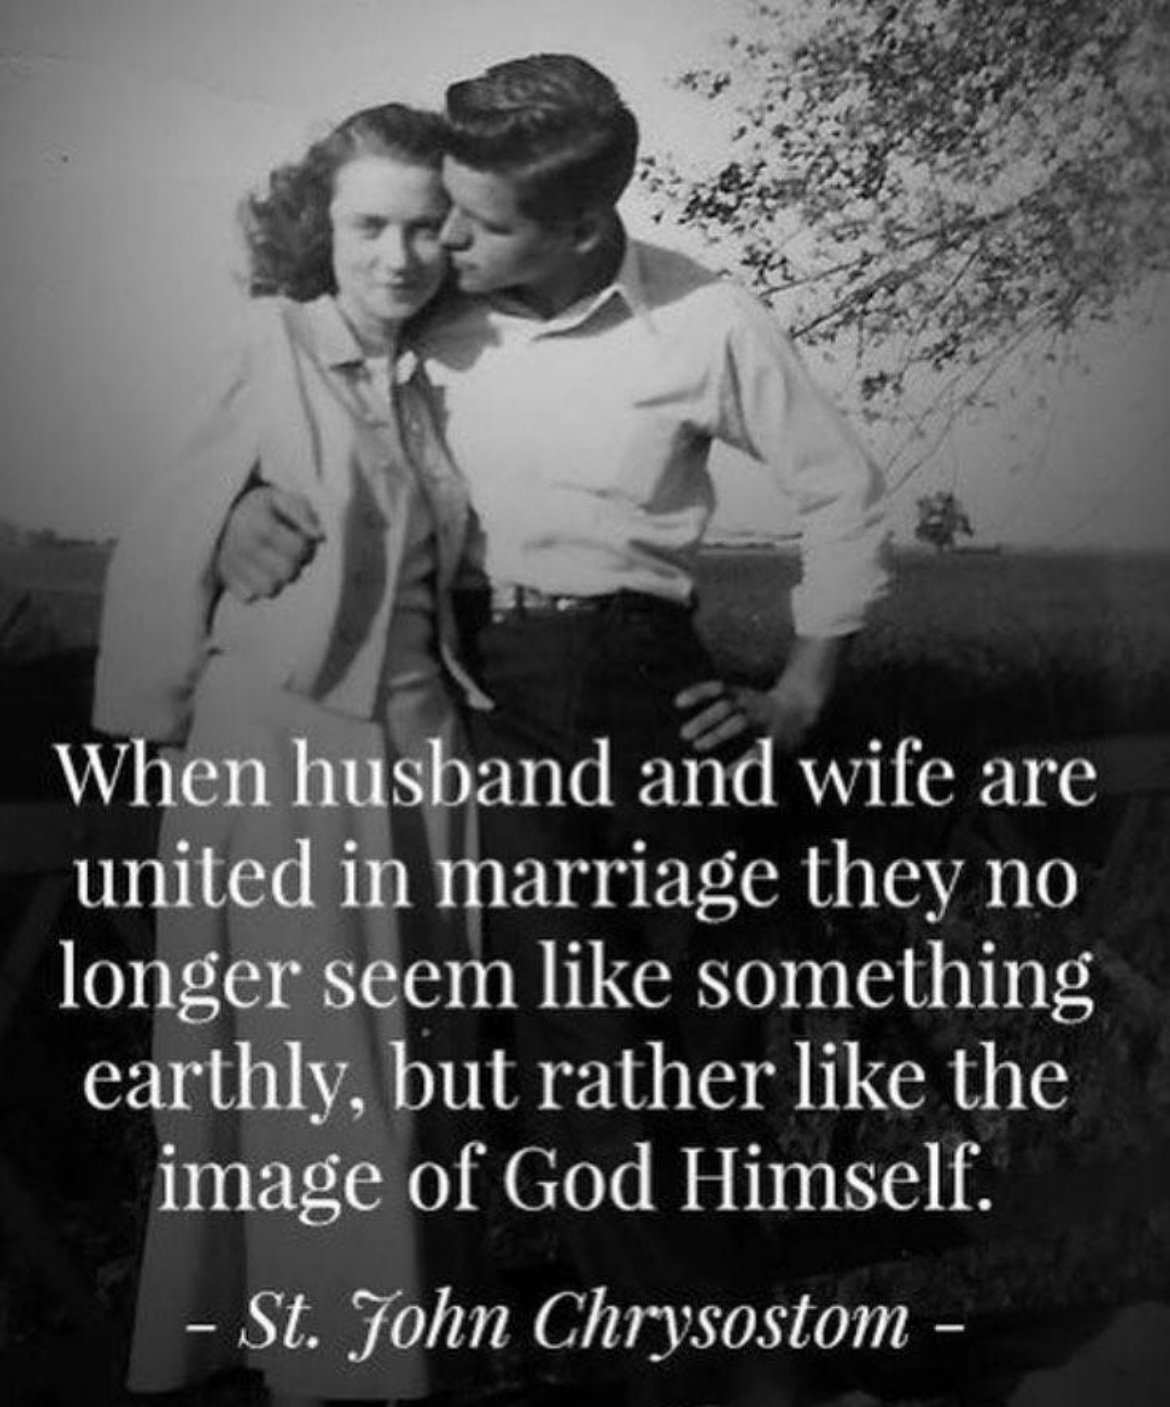 When husband and wife are
united in marriage they no
longer seem like something
earthly, but rather like the
image of God Himself.
- St. John Chrysostom -